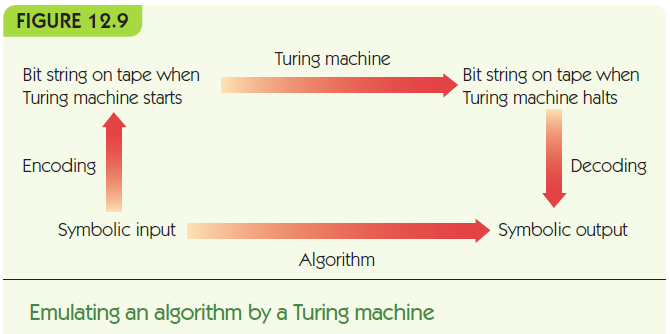 FIGURE 12.9
Turing machine
Bit string on tape when
Turing machine starts
Bit string on tape when
Turing machine halts
Encoding
Decoding
Symbolic input
Symbolic output
Algorithm
Emulating an algorithm by a Turing machine